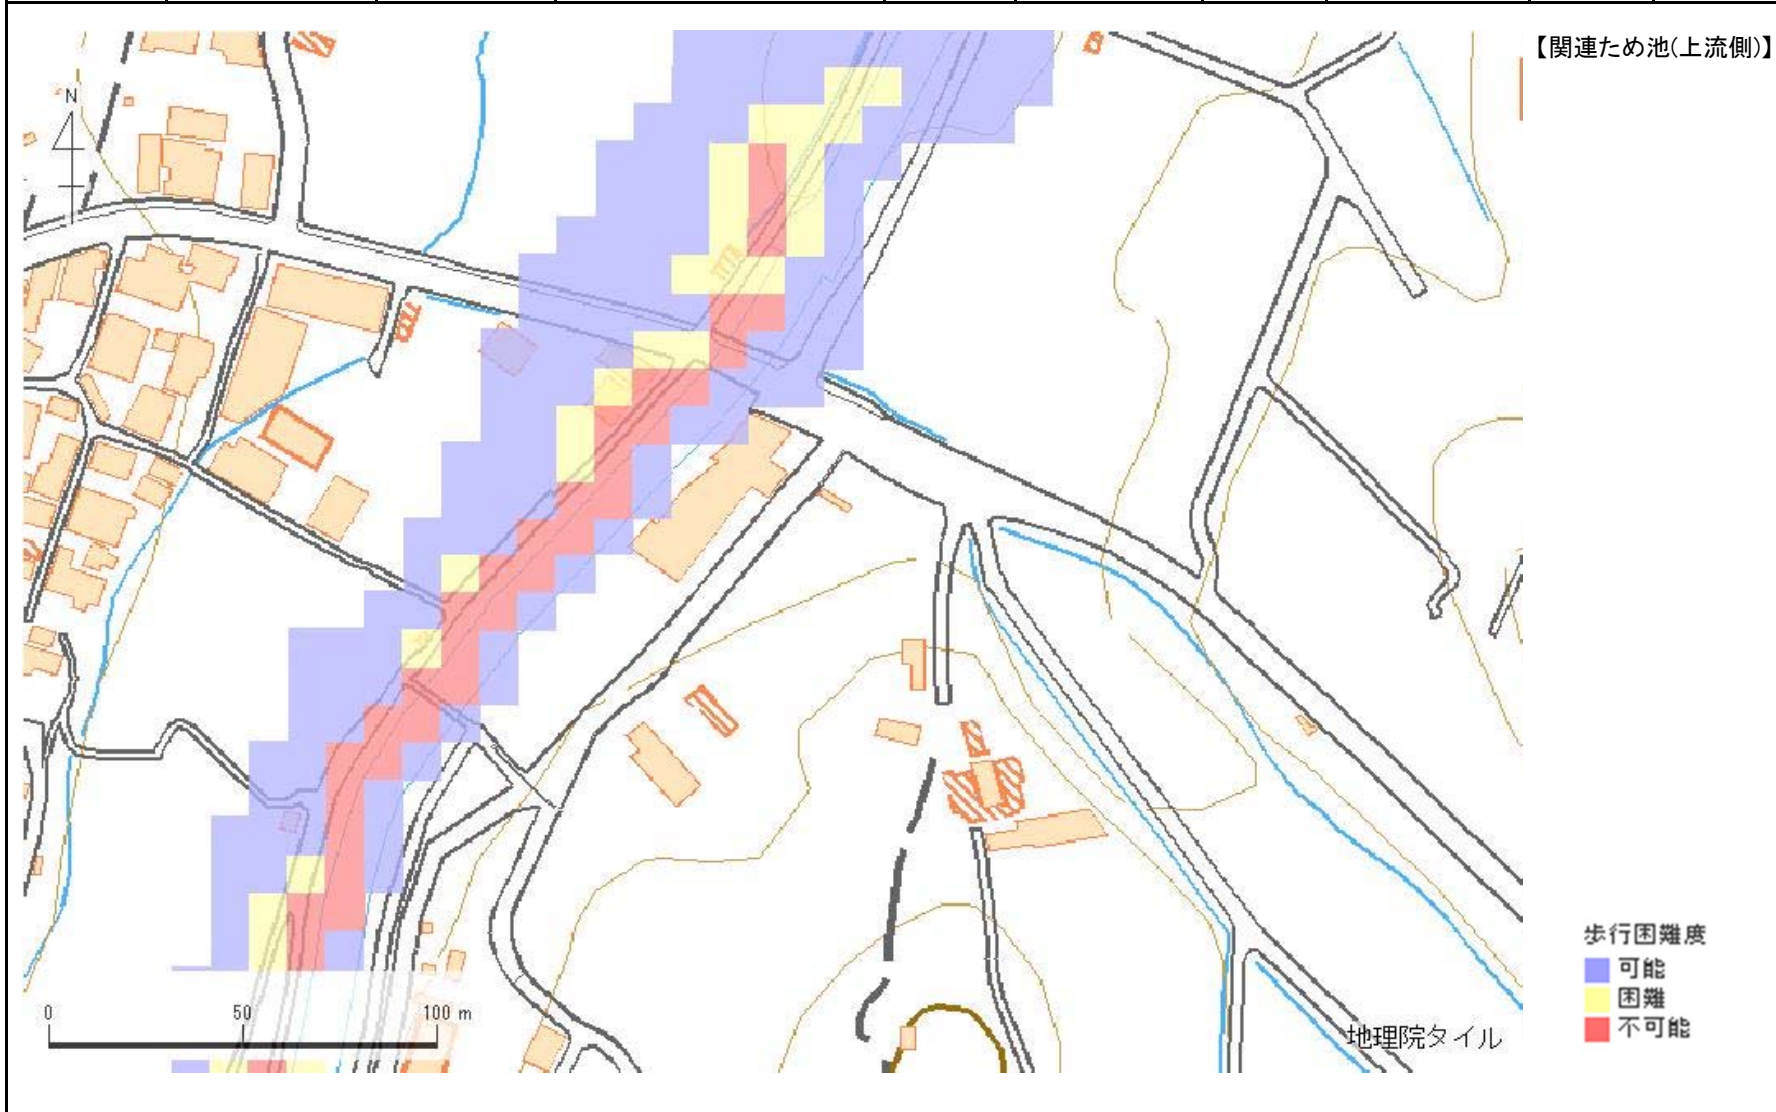 【関連ため池(上流側)】
N
歩行困難度
可能
困難
不可能
0 50 100 m
地理院タイル